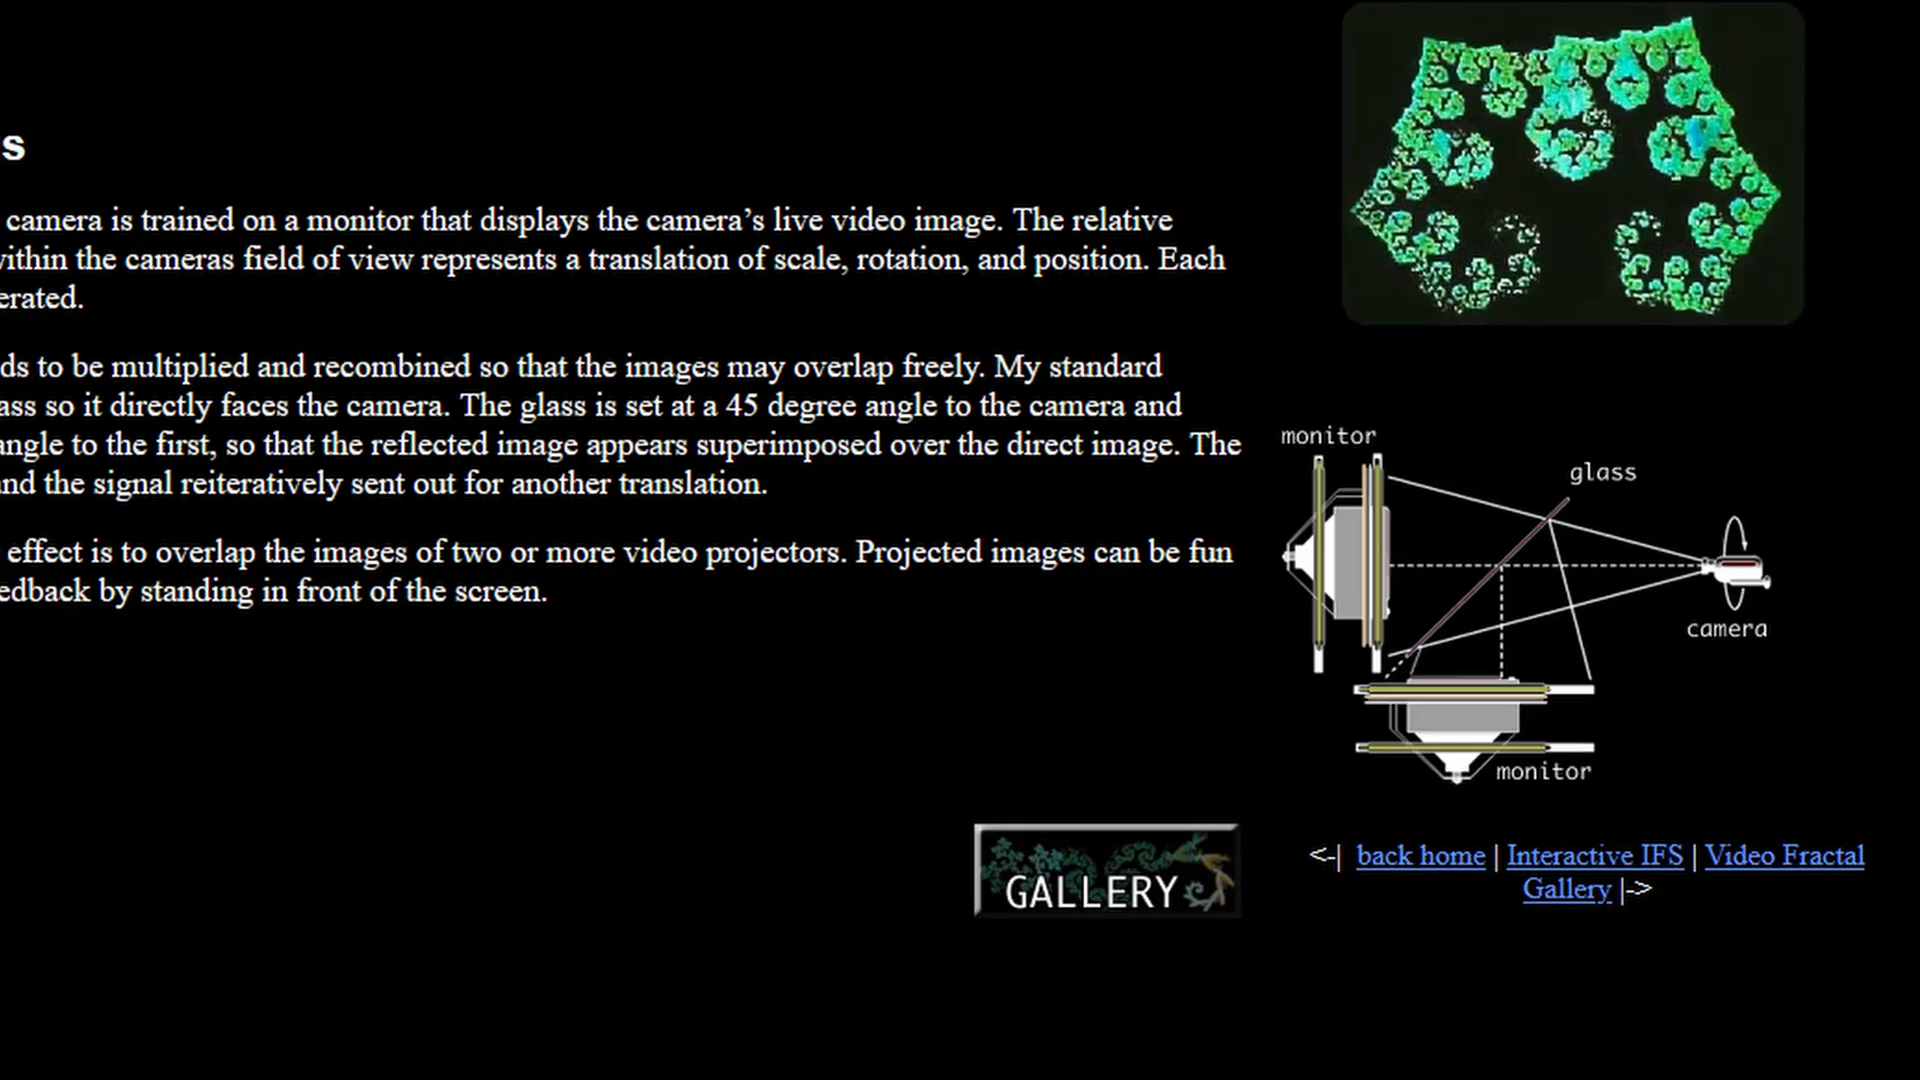 s
camera is trained on a monitor that displays the camera’s live video image. The relative
within the cameras field of view represents a translation of scale, rotation, and position. Each
erated.
ds to be multiplied and recombined so that the images may overlap freely. My standard
ass so it directly faces the camera. The glass is set at a 45 degree angle to the camera and
angle to the first, so that the reflected image appears superimposed over the direct image. The
and the signal reiteratively sent out for another translation.
effect is to overlap the images of two or more video projectors. Projected images can be fun
edback by standing in front of the screen.
monitor
glass
camera
monitor
GALLERY
<-| back home | Interactive IFS | Video Fractal
Gallery |->